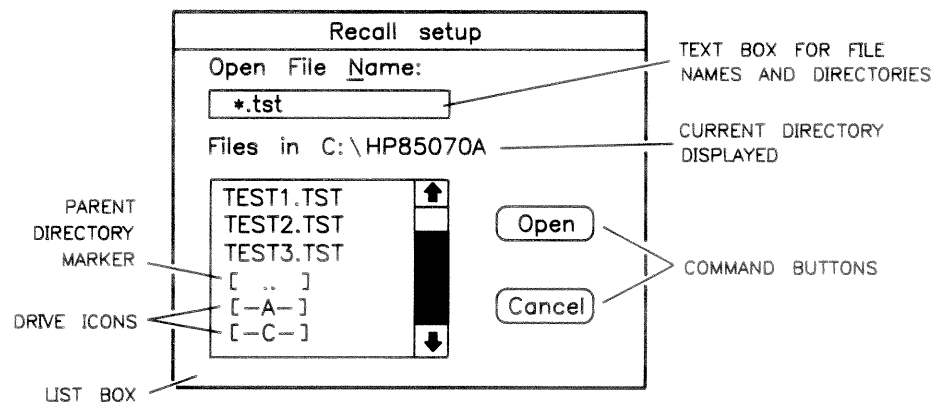 Recall setup
Open File Name:
*.tst
Files in C:\HP85070A
TEST1.TST
TEST2.TST
TEST3.TST
[ .. ]
[-A-]
[-C-]
Open
Cancel
TEXT BOX FOR FILE
NAMES AND DIRECTORIES
CURRENT DIRECTORY
DISPLAYED
COMMAND BUTTONS
PARENT
DIRECTORY
MARKER
DRIVE ICONS
LIST BOX